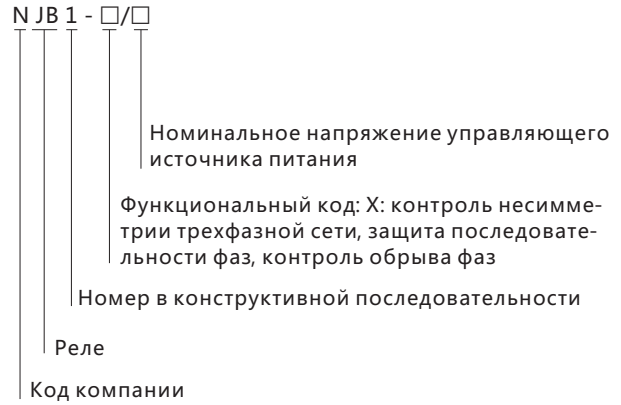 N JB 1 - □/□
Номинальное напряжение управляющего
источника питания
Функциональный код: X: контроль несимме-
трии трехфазной сети, защита последовате-
льности фаз, контроль обрыва фаз
Номер в конструктивной последовательности
Реле
Код компании